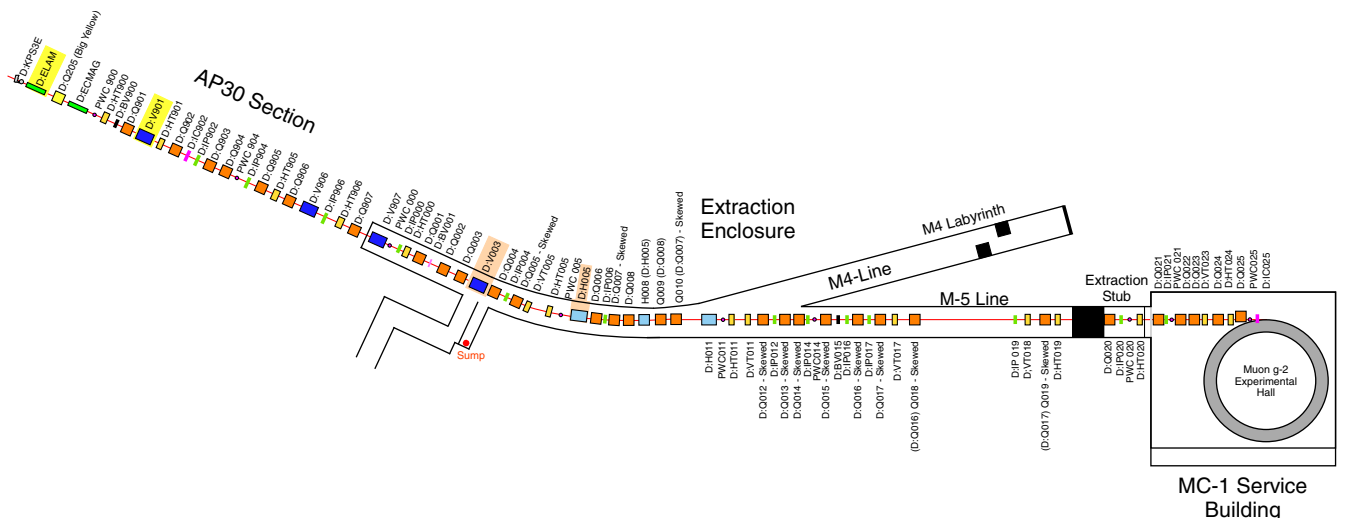 D:KPS3E
D:ELAM
D:Q205 (Big Yellow)
D:ECMAG
PWC 900
D:HT900
D:BV900
D:Q901
D:V901
D:HT901
D:Q902
D:IC902
D:IP902
D:Q903
D:Q904
PWC 904
D:IP904
D:Q905
D:HT905
D:Q906
D:V906
D:IP906
D:HT906
D:Q907
D:V907
PWC 000
D:IP000
D:HT000
D:Q001
D:BV001
D:Q002
D:Q003
D:V003
D:Q004
D:IP004
D:Q005 - Skewed
D:VT005
D:HT005
PWC 005
D:H005
D:Q006
D:IP006
D:Q007 - Skewed
D:Q008
H008 (D:H005)
Q009 (D:Q008)
Q010 (D:Q007) - Skewed
AP30 Section
Extraction
Enclosure
M4 Labyrinth
M4-Line
M-5 Line
Extraction
Stub
Sump
D:H011
PWC011
D:HT011
D:VT011
D:Q012 - Skewed
D:IP012
D:Q013 - Skewed
D:Q014 - Skewed
D:IP014
PWC014
D:Q015 - Skewed
D:BV015
D:IP016
D:Q016 - Skewed
D:IP017
D:Q017 - Skewed
D:VT017
(D:Q016) Q018 - Skewed
D:IP 019
D:VT018
(D:Q017) Q019 - Skewed
D:HT019
D:Q020
D:IP020
PWC 020
D:HT020
D:Q021
D:IP021
PWC 021
D:Q022
D:Q023
D:VT023
D:Q024
D:HT024
D:Q025
PWC025
D:IC025
Muon g-2
Experimental
Hall
MC-1 Service
Building